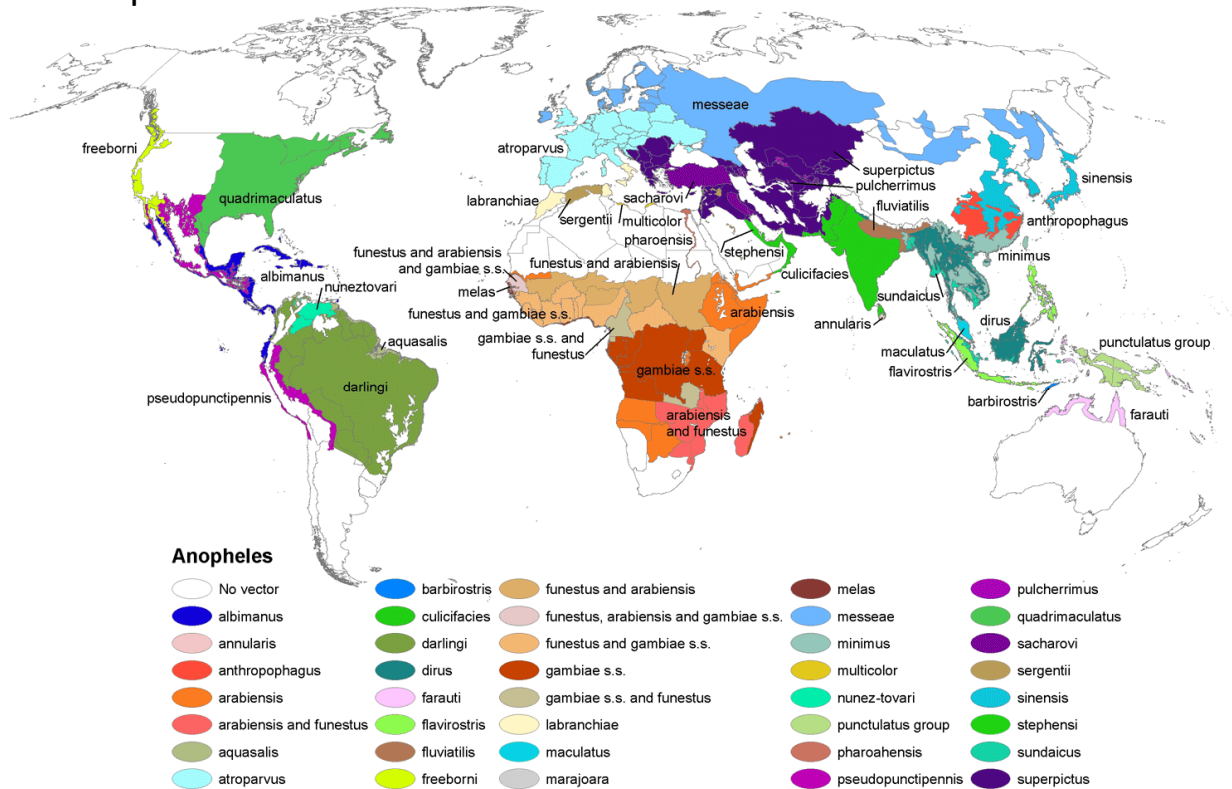 messeae
freeborni
atroparvus
superpictus
pulcherrimus
sinensis
quadrimaculatus
sacharovi
fluviatilis
labranchiae
sergentii
multicolor
anthropophagus
pharoensis
stephensi
minimus
funestus and arabiensis
and gambiae s.s.
funestus and arabiensis
albimanus
culicifacies
nuneztovari
melas
sundaicus
funestus and gambiae s.s.
arabiensis
annularis
dirus
gambiae s.s. and
funestus
aquasalis
maculatus
punctulatus group
gambiae s.s.
flavirostris
darlingi
barbirostris
pseudopunctipennis
arabiensis
and funestus
farauti
Anopheles
No vector
albimanus
annularis
anthropophagus
arabiensis
arabiensis and funestus
aquasalis
atroparvus
barbirostris
culicifacies
darlingi
dirus
farauti
flavirostris
fluviatilis
freeborni
funestus and arabiensis
funestus, arabiensis and gambiae s.s.
funestus and gambiae s.s.
gambiae s.s.
gambiae s.s. and funestus
labranchiae
maculatus
marajoara
melas
messeae
minimus
multicolor
nunez-tovari
punctulatus group
pharoahensis
pseudopunctipennis
pulcherrimus
quadrimaculatus
sacharovi
sergentii
sinensis
stephensi
sundaicus
superpictus